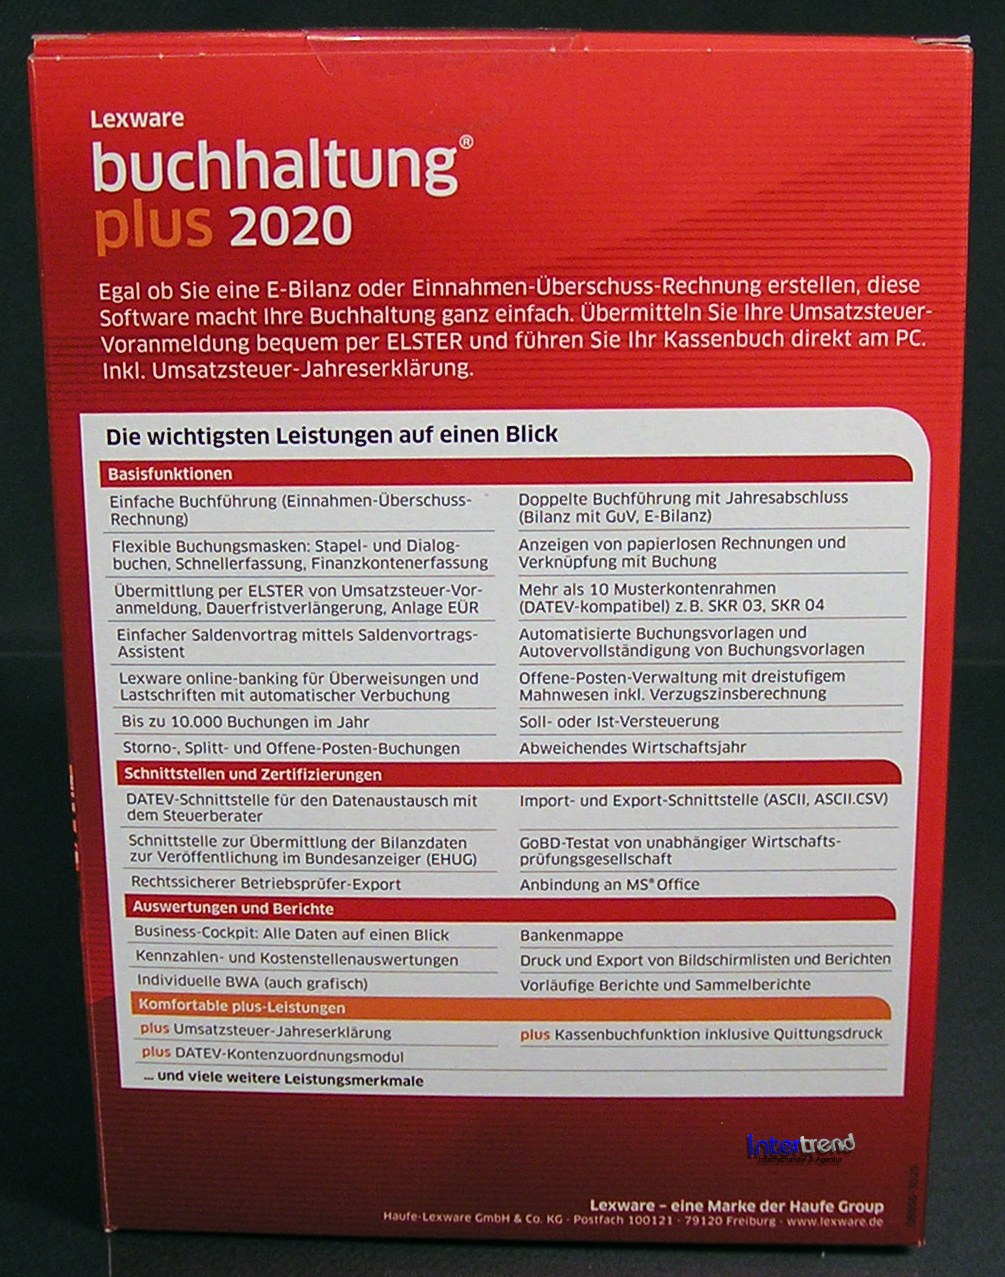 Lexware
buchhaltung®
plus 2020
Egal ob Sie eine E-Bilanz oder Einnahmen-Überschuss-Rechnung erstellen, diese
Software macht Ihre Buchhaltung ganz einfach. Übermitteln Sie Ihre Umsatzsteuer-
Voranmeldung bequem per ELSTER und führen Sie Ihr Kassenbuch direkt am PC.
Inkl. Umsatzsteuer-Jahreserklärung.
Die wichtigsten Leistungen auf einen Blick
Basisfunktionen
Einfache Buchführung (Einnahmen-Überschuss-
Rechnung)
Doppelte Buchführung mit Jahresabschluss
(Bilanz mit GuV, E-Bilanz)
Flexible Buchungsmasken: Stapel- und Dialog-
buchen, Schnellerfassung, Finanzkontenerfassung
Anzeigen von papierlosen Rechnungen und
Verknüpfung mit Buchung
Übermittlung per ELSTER von Umsatzsteuer-Vor-
anmeldung, Dauerfristverlängerung, Anlage EÜR
Mehr als 10 Musterkontenrahmen
(DATEV-kompatibel) z.B. SKR 03, SKR 04
Einfacher Saldenvortrag mittels Saldenvortrags-
Assistent
Automatisierte Buchungsvorlagen und
Autovervollständigung von Buchungsvorlagen
Lexware online-banking für Überweisungen und
Lastschriften mit automatischer Verbuchung
Offene-Posten-Verwaltung mit dreistufigem
Mahnwesen inkl. Verzugszinsberechnung
Bis zu 10.000 Buchungen im Jahr
Soll- oder Ist-Versteuerung
Storno-, Splitt- und Offene-Posten-Buchungen
Abweichendes Wirtschaftsjahr
Schnittstellen und Zertifizierungen
DATEV-Schnittstelle für den Datenaustausch mit
dem Steuerberater
Import- und Export-Schnittstelle (ASCII, ASCII.CSV)
Schnittstelle zur Übermittlung der Bilanzdaten
zur Veröffentlichung im Bundesanzeiger (EHUG)
GoBD-Testat von unabhängiger Wirtschafts-
prüfungsgesellschaft
Rechtssicherer Betriebsprüfer-Export
Anbindung an MS® Office
Auswertungen und Berichte
Business-Cockpit: Alle Daten auf einen Blick
Bankenmappe
Kennzahlen- und Kostenstellenauswertungen
Druck und Export von Bildschirmlisten und Berichten
Individuelle BWA (auch grafisch)
Vorläufige Berichte und Sammelberichte
Komfortable plus-Leistungen
plus Umsatzsteuer-Jahreserklärung
plus Kassenbuchfunktion inklusive Quittungsdruck
plus DATEV-Kontenzuordnungsmodul
... und viele weitere Leistungsmerkmale
Intertrend
Internethandel & Agentur
Lexware – eine Marke der Haufe Group
Haufe-Lexware GmbH & Co. KG · Postfach 100121 · 79120 Freiburg · www.lexware.de